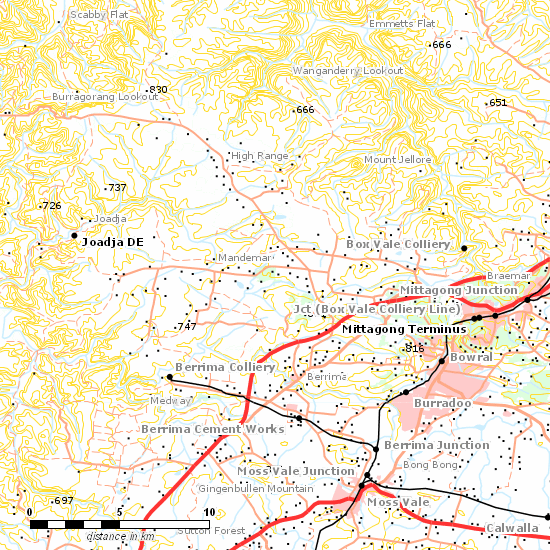 Scabby Flat
Emmetts Flat
666
Wanganderry Lookout
830
Burragorang Lookout
651
666
High Range
Mount Jellore
737
726
Joadja
Joadja DE
Box Vale Colliery
Mandemar
Braemar
Mittagong Junction
Jct (Box Vale Colliery Line)
747
Mittagong Terminus
816
Bowral
Berrima Colliery
Berrima
Medway
Burradoo
Berrima Cement Works
Berrima Junction
Bong Bong
Moss Vale Junction
Gingenbullen Mountain
697
Moss Vale
0
10
Calwalla
Sutton Forest
distance in km